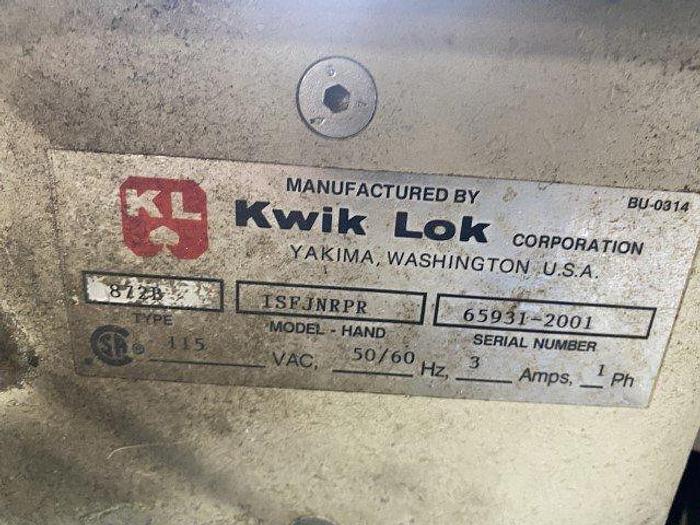 BU-0314
KL
MANUFACTURED BY
Kwik Lok CORPORATION
YAKIMA, WASHINGTON U.S.A.
872B ISFJNRPR 65931-2001
TYPE MODEL - HAND SERIAL NUMBER
115 VAC, 50/60 Hz, 3 Amps, 1 Ph